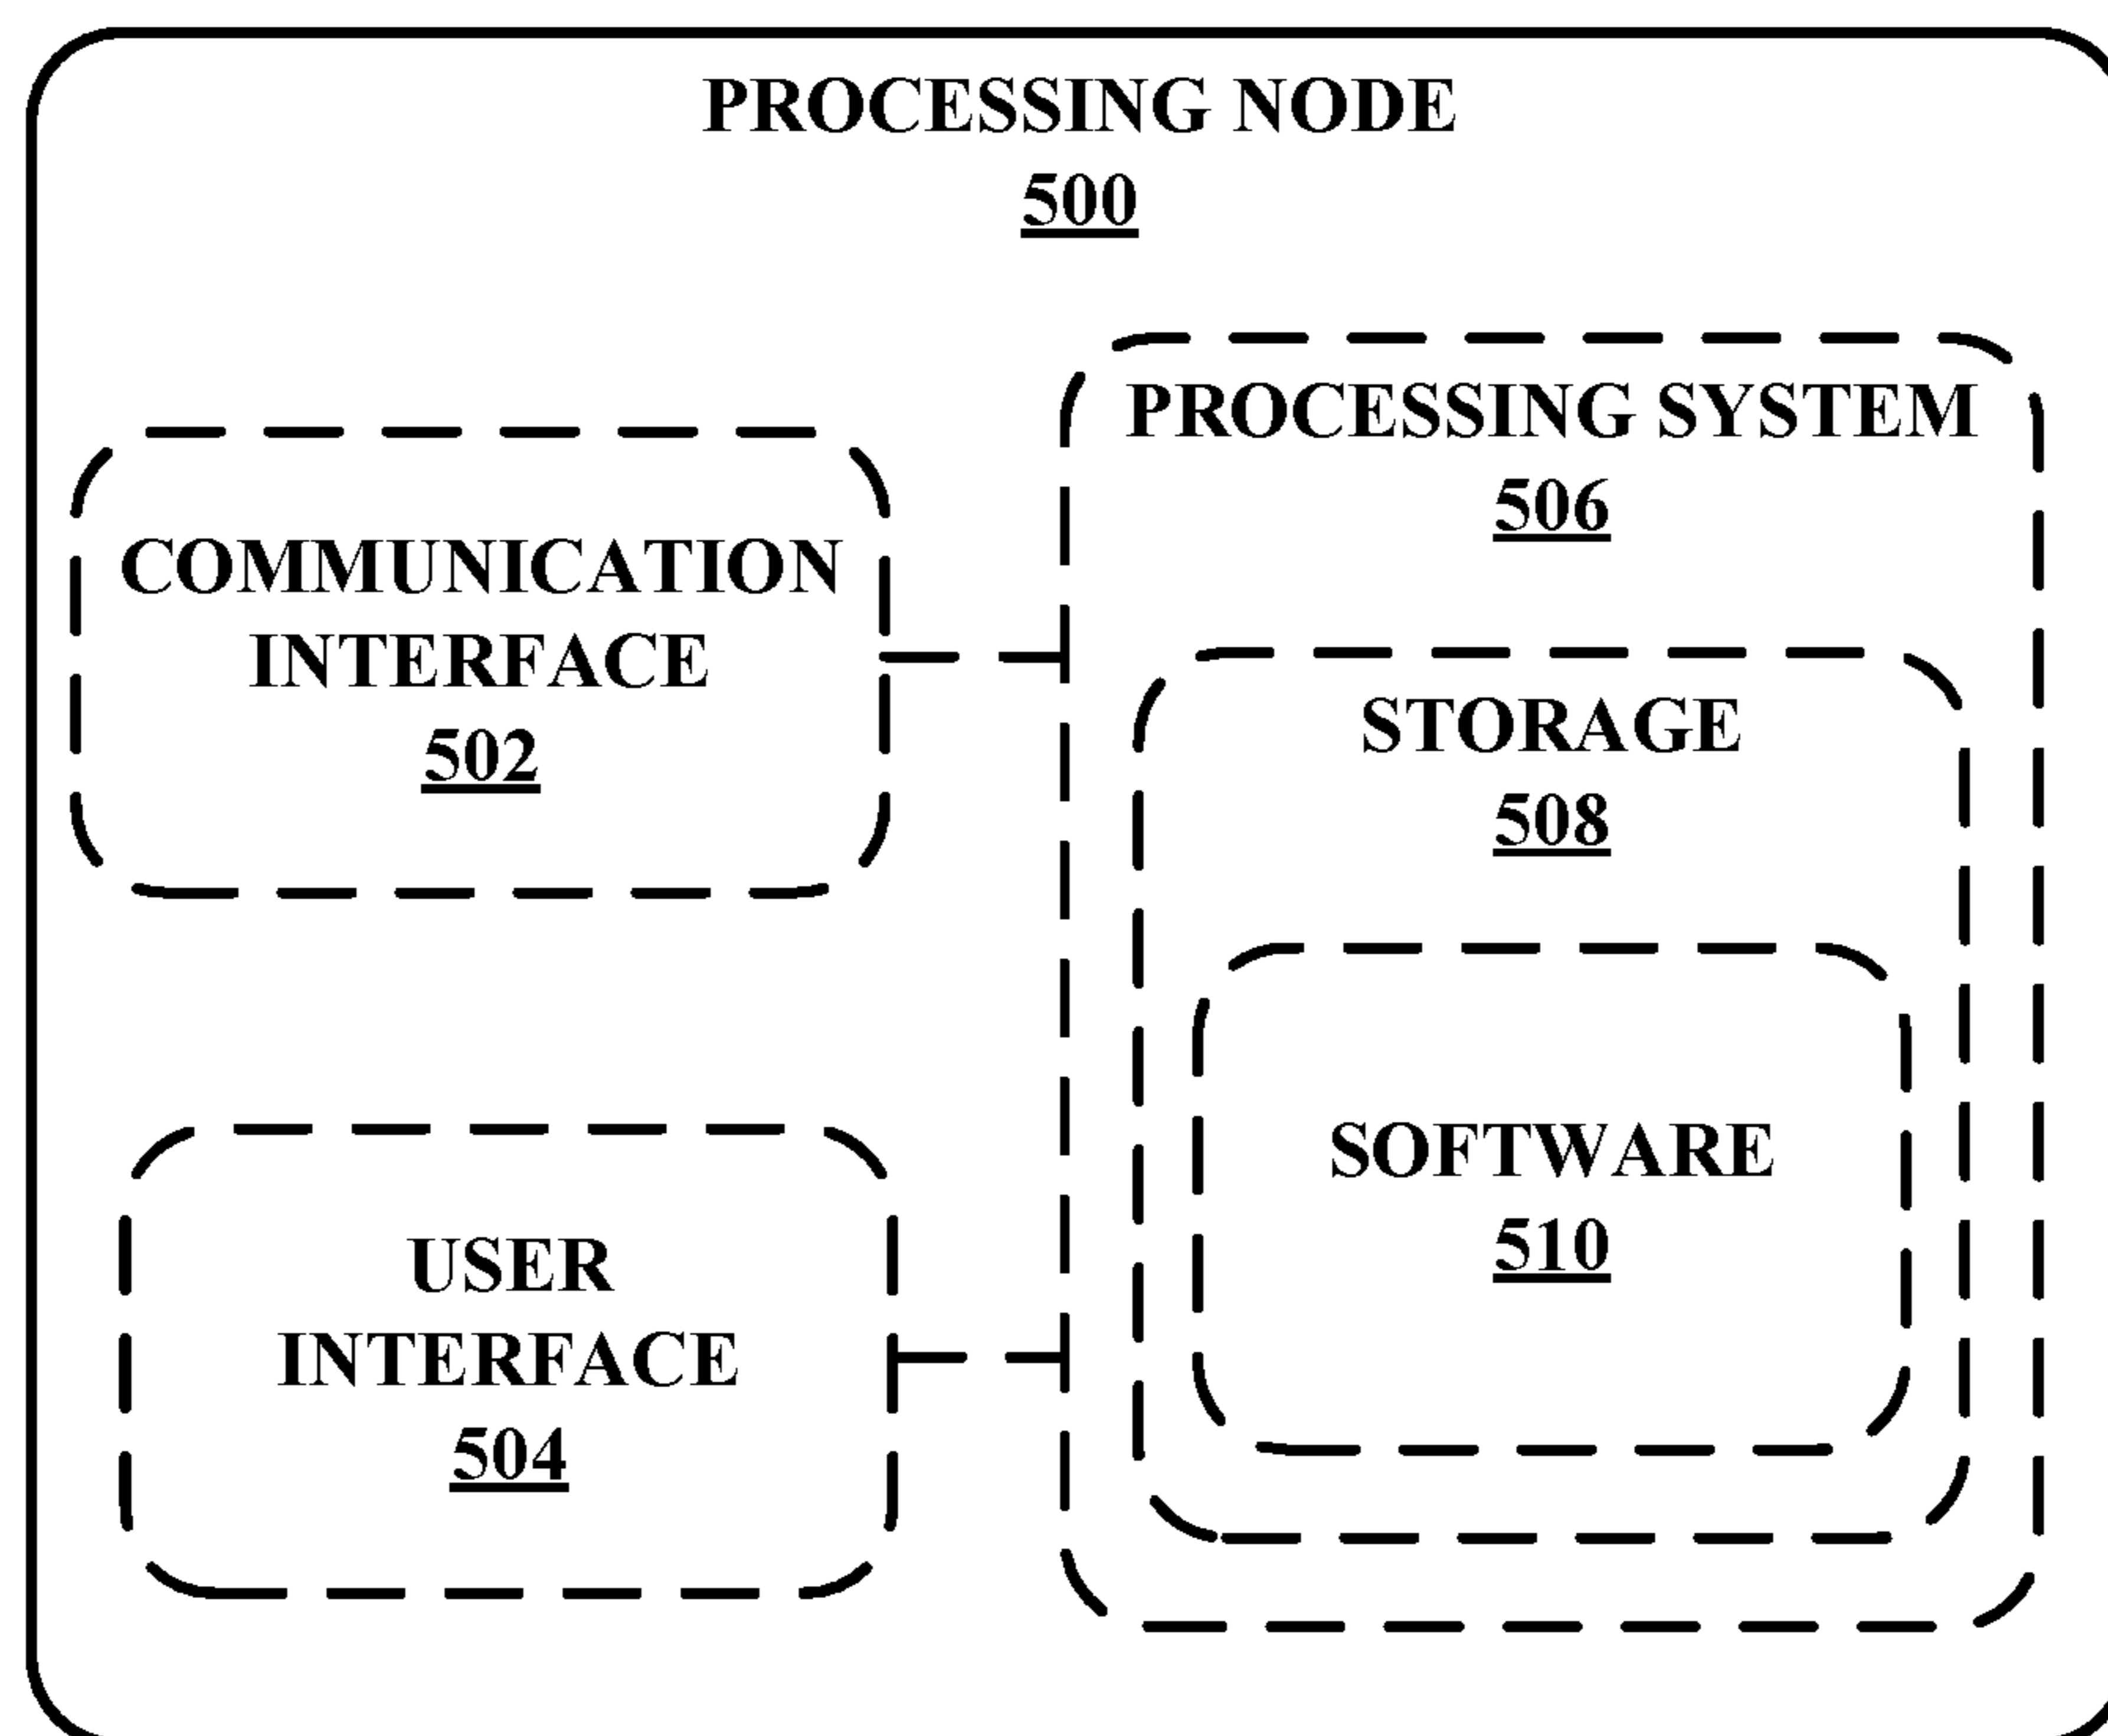 PROCESSING NODE
500
COMMUNICATION
INTERFACE
502
USER
INTERFACE
504
PROCESSING SYSTEM
506
STORAGE
508
SOFTWARE
510